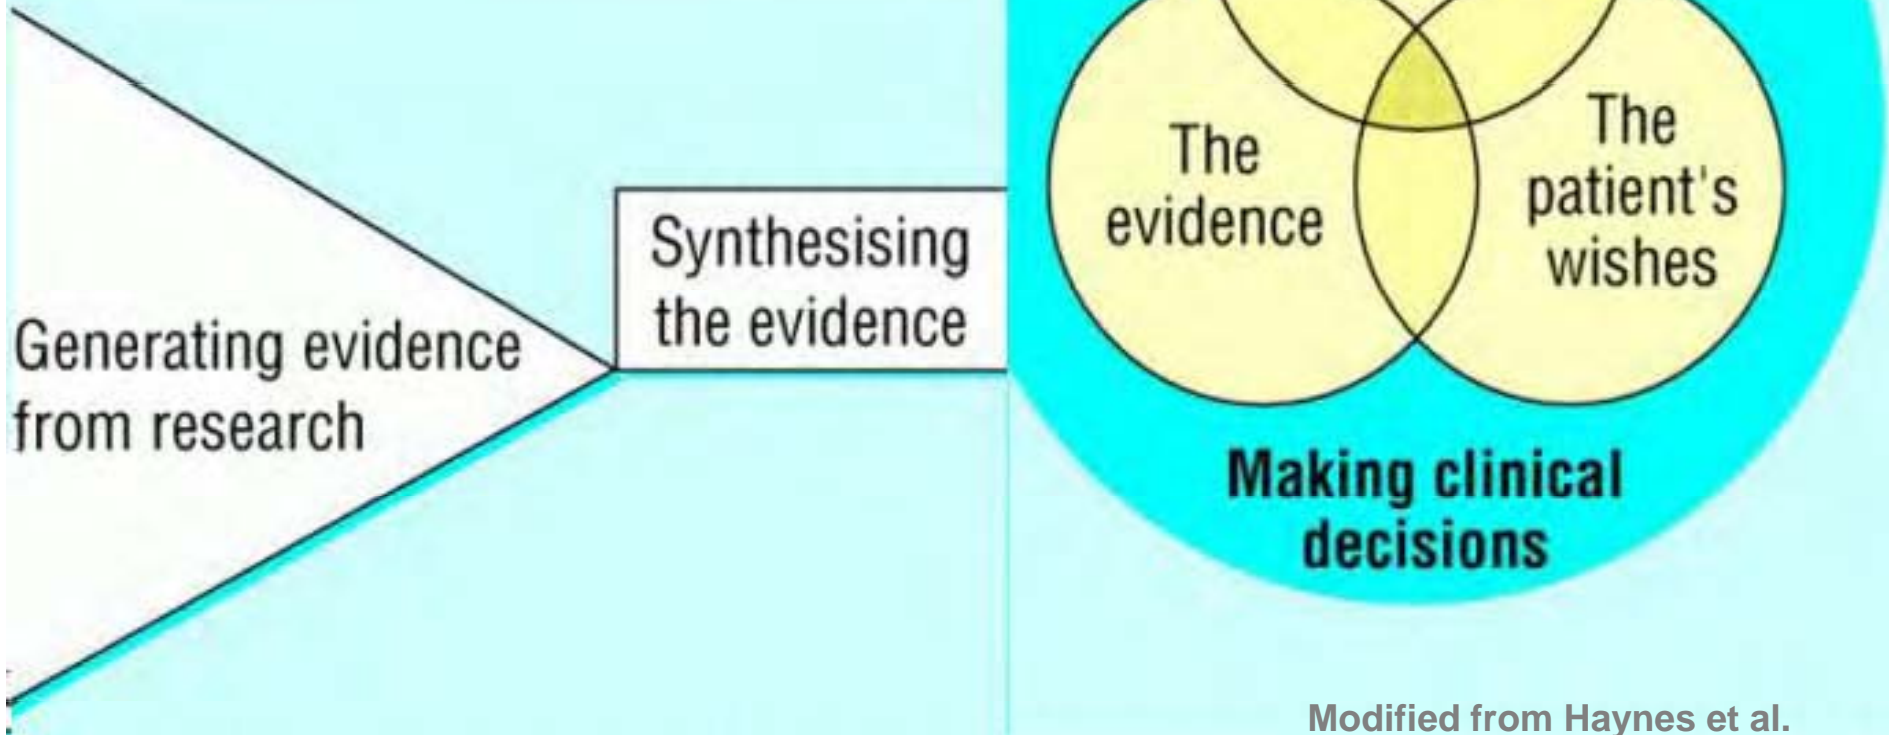 Generating evidence
from research
Synthesising
the evidence
The
evidence
The
patient's
wishes
Making clinical
decisions
Modified from Haynes et al.